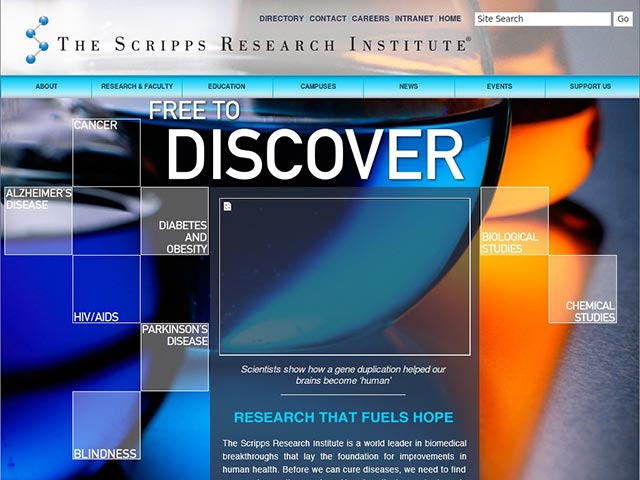 DIRECTORY | CONTACT | CAREERS | INTRANET | HOME
Site Search
Go
THE SCRIPPS RESEARCH INSTITUTE®
ABOUT
RESEARCH & FACULTY
EDUCATION
CAMPUSES
NEWS
EVENTS
SUPPORT US
FREE TO
DISCOVER
CANCER
ALZHEIMER'S
DISEASE
DIABETES
AND
OBESITY
BIOLOGICAL
STUDIES
HIV/AIDS
CHEMICAL
STUDIES
PARKINSON'S
DISEASE
BLINDNESS
Scientists show how a gene duplication helped our
brains become 'human'
RESEARCH THAT FUELS HOPE
The Scripps Research Institute is a world leader in biomedical
breakthroughs that lay the foundation for improvements in
human health. Before we can cure diseases, we need to find